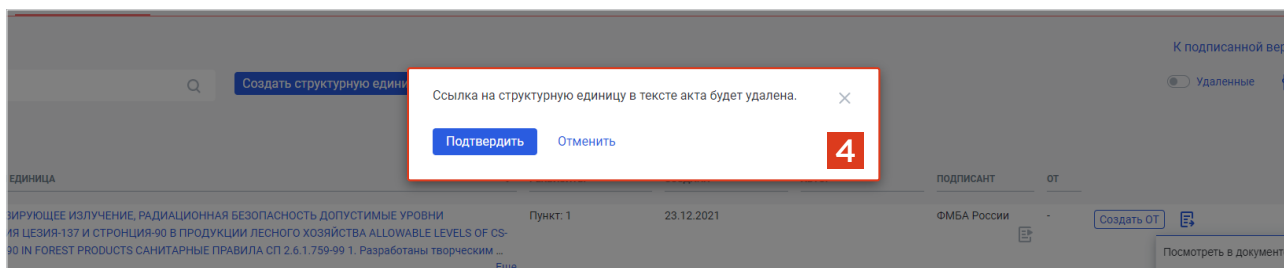 К подписанной вер
Создать структурную едини
Удаленные
Ссылка на структурную единицу в тексте акта будет удалена.
Подтвердить
Отменить
4
ЕДИНИЦА
ПОДПИСАНТ
ОТ
ЗИРУЮЩЕЕ ИЗЛУЧЕНИЕ, РАДИАЦИОННАЯ БЕЗОПАСНОСТЬ ДОПУСТИМЫЕ УРОВНИ
ИЯ ЦЕЗИЯ-137 И СТРОНЦИЯ-90 В ПРОДУКЦИИ ЛЕСНОГО ХОЗЯЙСТВА ALLOWABLE LEVELS OF CS-
90 IN FOREST PRODUCTS САНИТАРНЫЕ ПРАВИЛА СП 2.6.1.759-99 1. Разработаны творческим ...
Еще
Пункт: 1
23.12.2021
ФМБА России
-
Создать ОТ
Посмотреть в документ